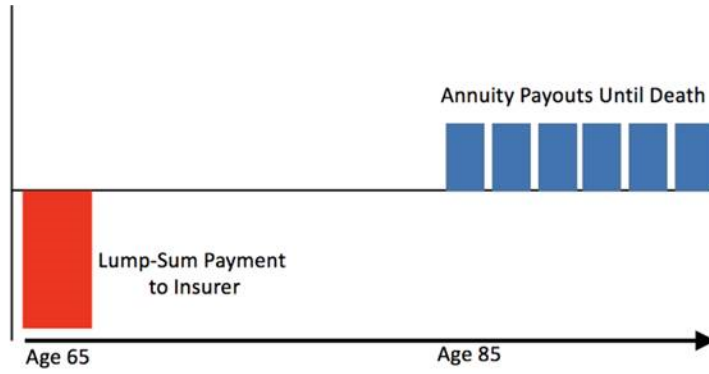 Annuity Payouts Until Death
Lump-Sum Payment
to Insurer
Age 65
Age 85